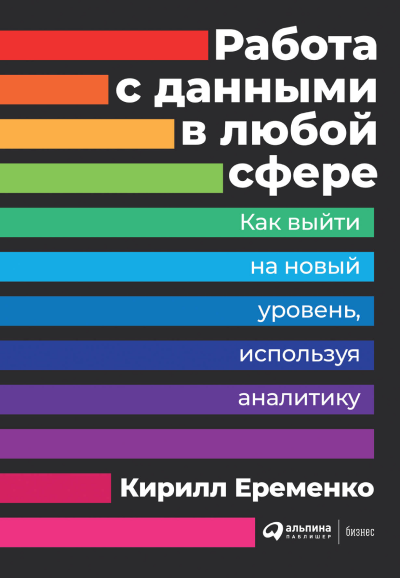 Работа
с данными
в любой
сфере
Как выйти
на новый
уровень,
используя
аналитику
Кирилл Еременко
альпина
ПАБЛИШЕР
бизнес